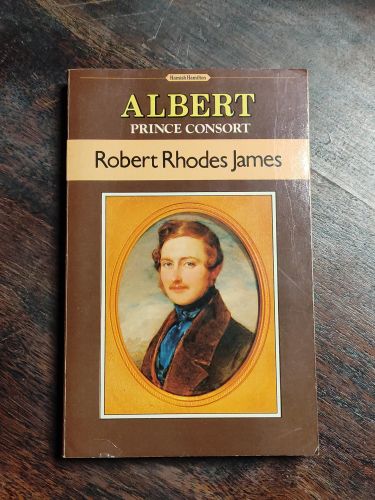 Hamish Hamilton
ALBERT
PRINCE CONSORT
Robert Rhodes James